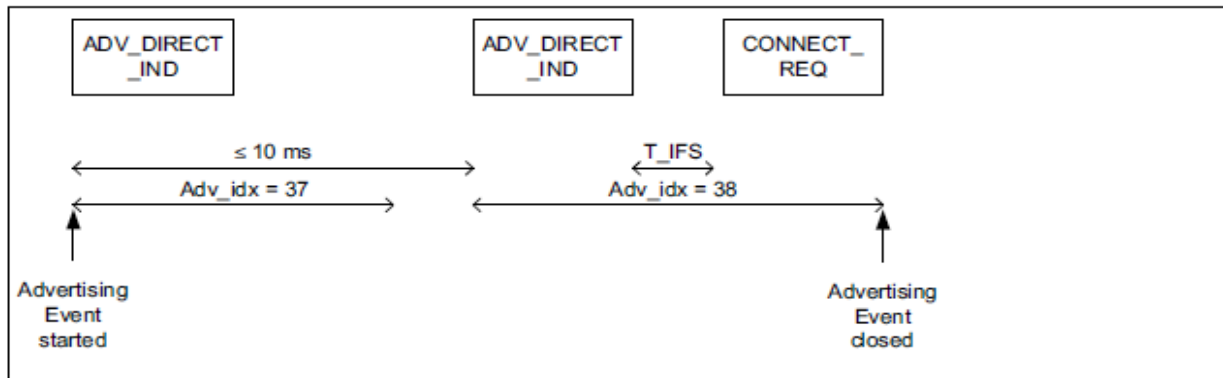 ADV_DIRECT
_IND
ADV_DIRECT
_IND
CONNECT_
REQ
≤ 10 ms
T_IFS
Adv_idx = 37
Adv_idx = 38
Advertising
Event
started
Advertising
Event
closed